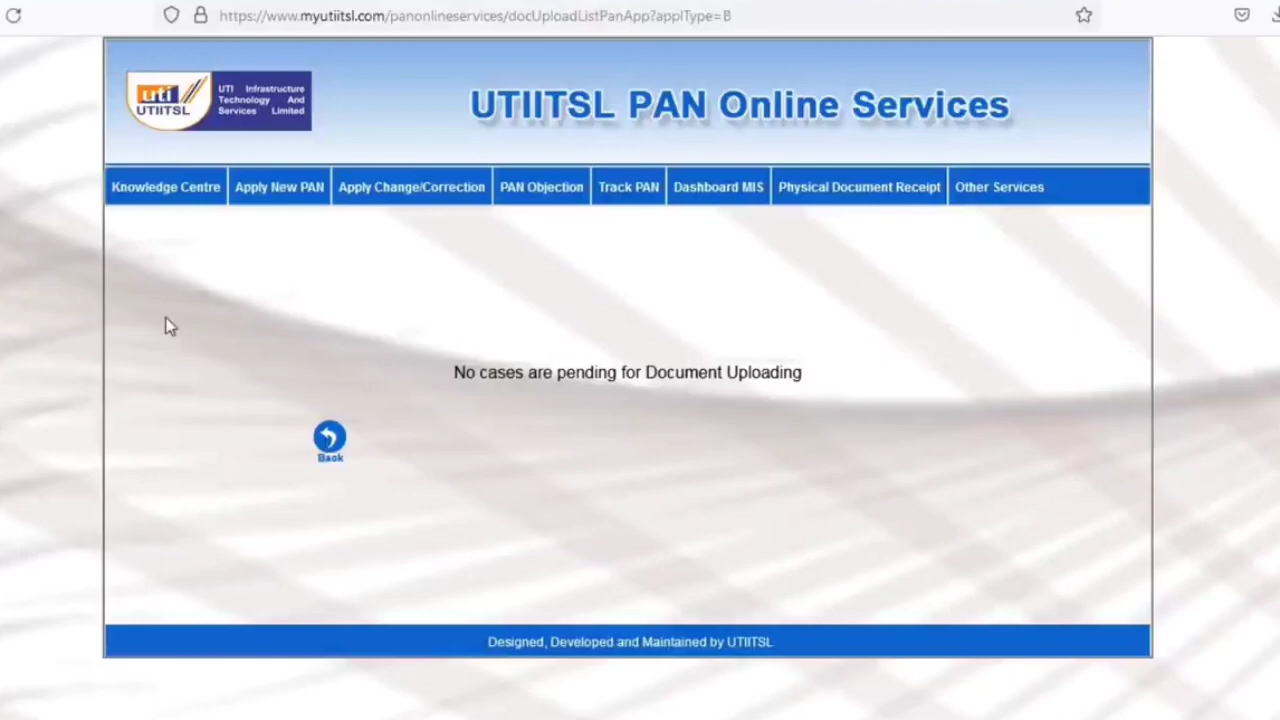 https://www.myutiitsl.com/panonlineservices/docUploadListPanApp?applType=B
uti
UTIITSL
UTI Infrastructure
Technology And
Services Limited
UTIITSL PAN Online Services
Knowledge Centre
Apply New PAN
Apply Change/Correction
PAN Objection
Track PAN
Dashboard MIS
Physical Document Receipt
Other Services
No cases are pending for Document Uploading
Back
Designed, Developed and Maintained by UTIITSL